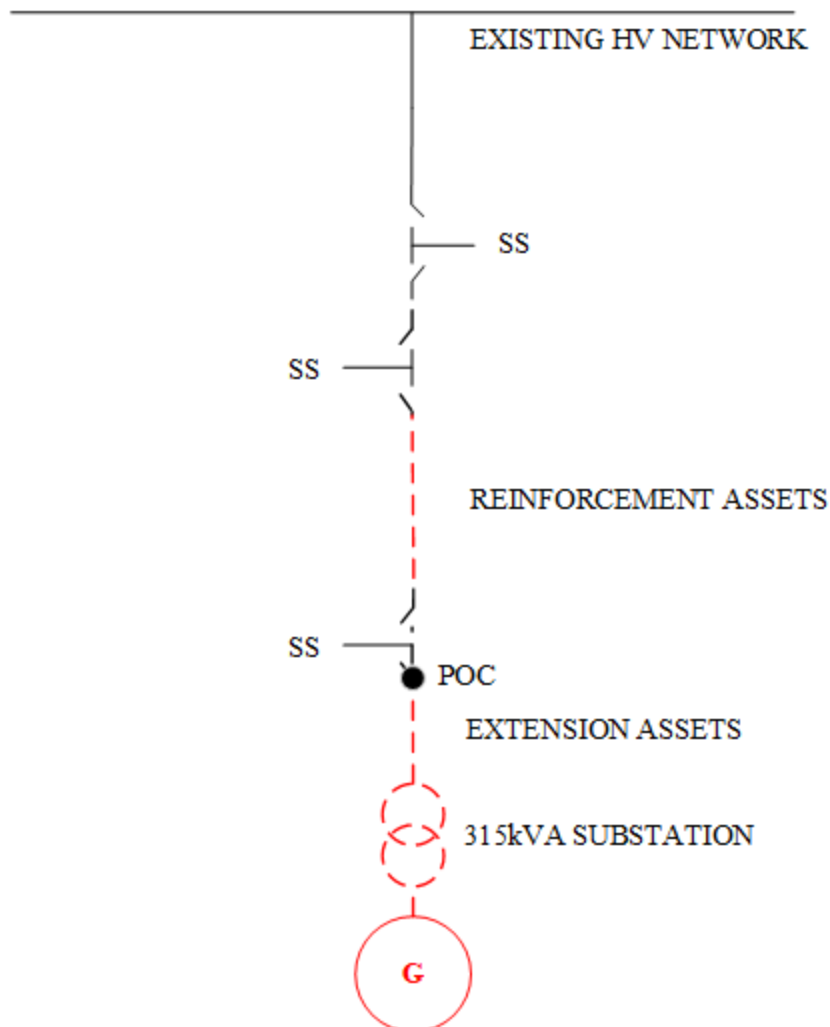 EXISTING HV NETWORK
SS
SS
REINFORCEMENT ASSETS
SS
POC
EXTENSION ASSETS
315kVA SUBSTATION
G